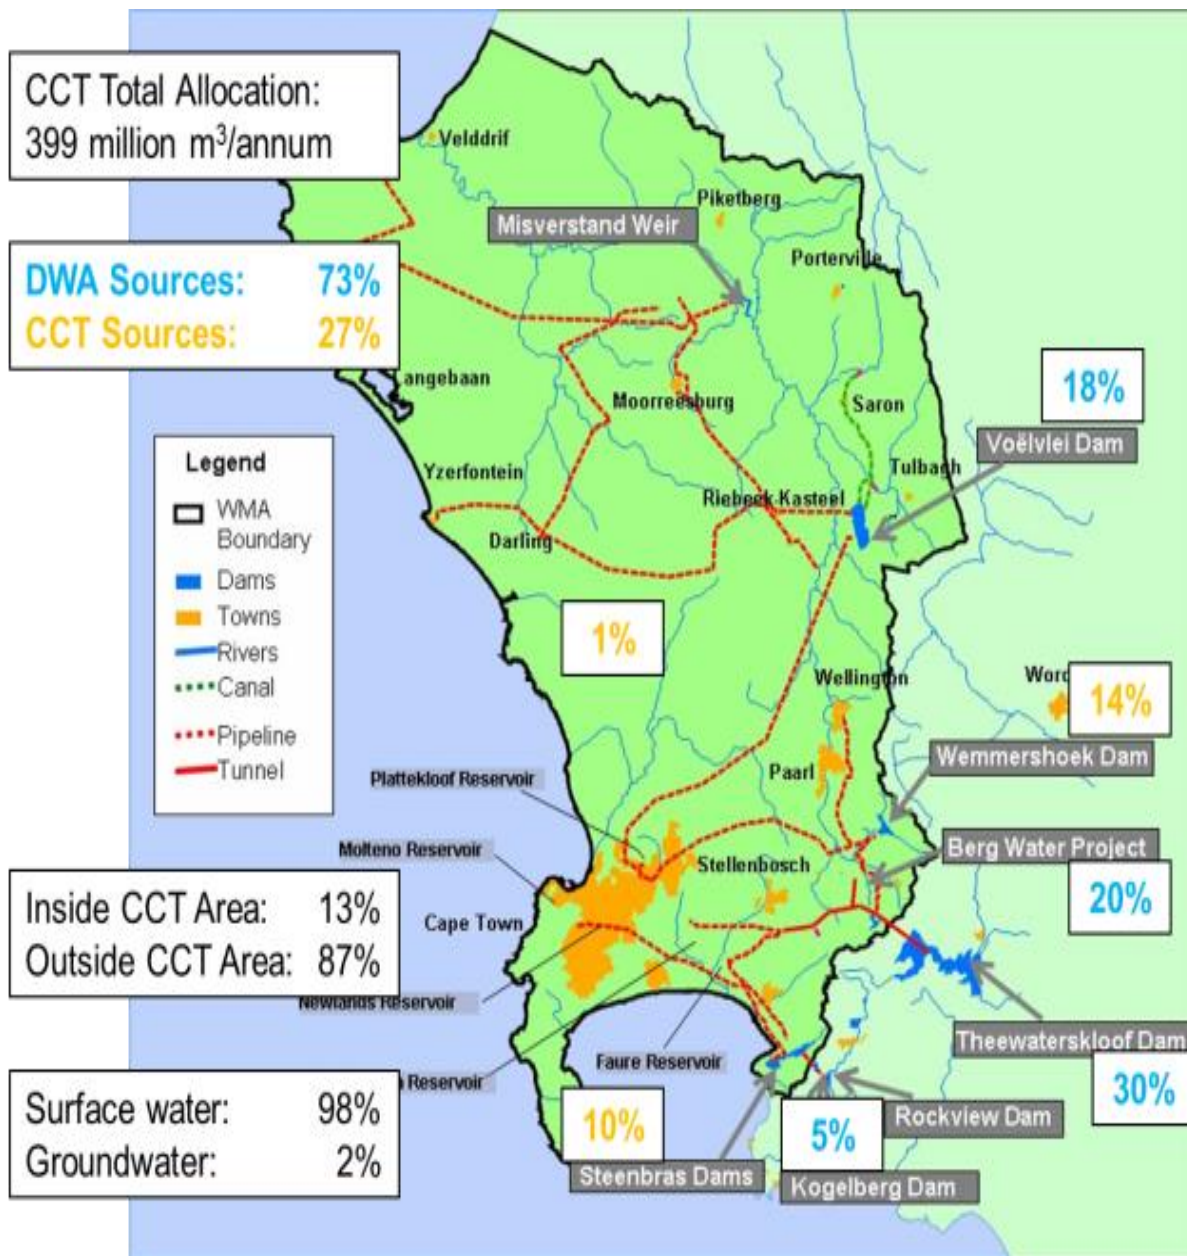 CCT Total Allocation:
399 million m³/annum
Velddrif
Piketberg
Misverstand Weir
Porterville
DWA Sources: 73%
CCT Sources: 27%
angebaan
Moorreesburg
Saron
18%
Voëlvlei Dam
Tulbagh
Legend
WMA
Boundary
Dams
Towns
Rivers
Canal
Pipeline
Tunnel
Yzerfontein
Riebeek-Kasteel
Darling
1%
Wellington
Worc
14%
Wemmershoek Dam
Paarl
Plattekloof Reservoir
Molteno Reservoir
Stellenbosch
Berg Water Project
20%
Inside CCT Area: 13%
Outside CCT Area: 87%
Cape Town
Newlands Reservoir
Theewaterskloof Dam
30%
Faure Reservoir
Reservoir
Surface water: 98%
Groundwater: 2%
10%
Steenbras Dams
5%
Kogelberg Dam
Rockview Dam